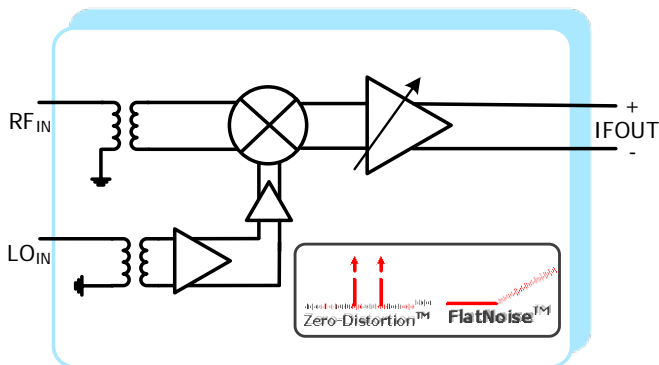 RFIN
LOIN
+
IFOUT
-
Zero-Distortion™
FlatNoise™